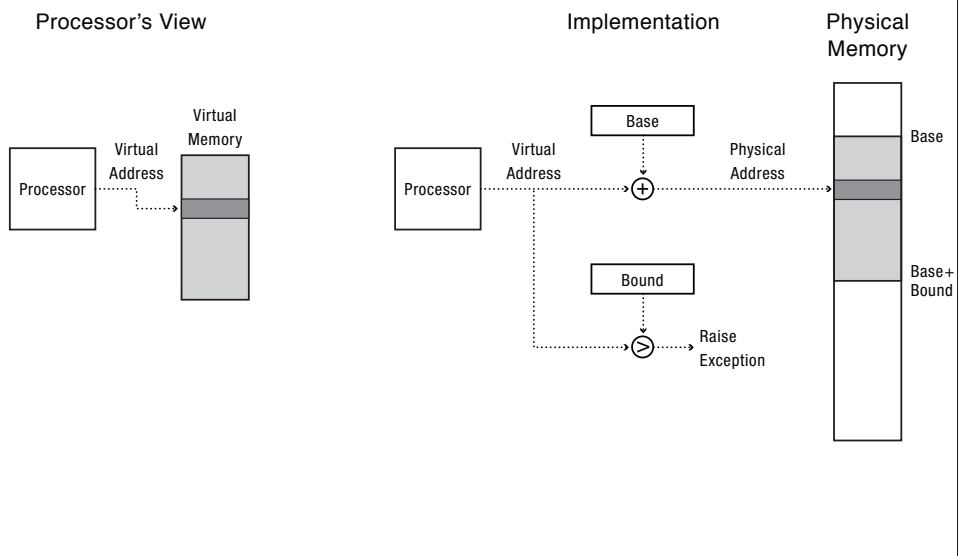 Processor's View
Implementation
Physical
Memory
Virtual
Memory
Virtual
Address
Processor
Base
Virtual
Address
Processor
+
Physical
Address
Base
Bound
>
Raise
Exception
Base+
Bound